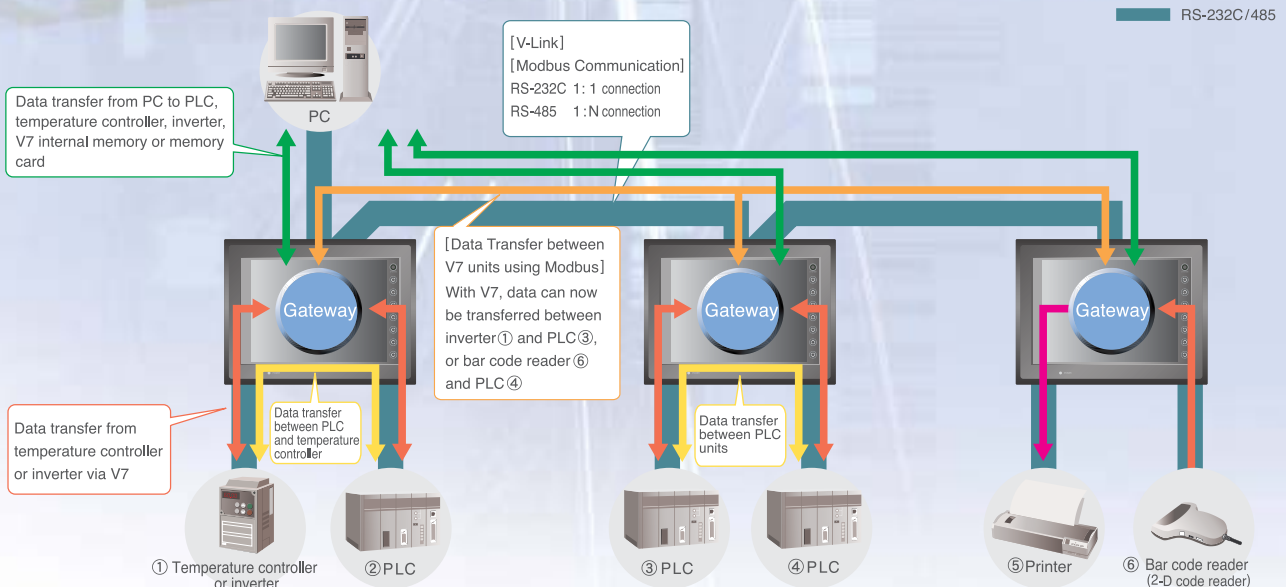 RS-232C/485
[V-Link]
[Modbus Communication]
RS-232C 1:1 connection
RS-485 1:N connection
PC
Data transfer from PC to PLC,
temperature controller, inverter,
V7 internal memory or memory
card
[Data Transfer between
V7 units using Modbus]
With V7, data can now
be transferred between
inverter① and PLC③,
or bar code reader⑥
and PLC④
Gateway
Gateway
Gateway
Data transfer from
temperature controller
or inverter via V7
Data transfer
between PLC
and temperature
controller
Data transfer
between PLC
units
① Temperature controller
or inverter
②PLC
③PLC
④PLC
⑤Printer
⑥ Bar code reader
(2-D code reader)